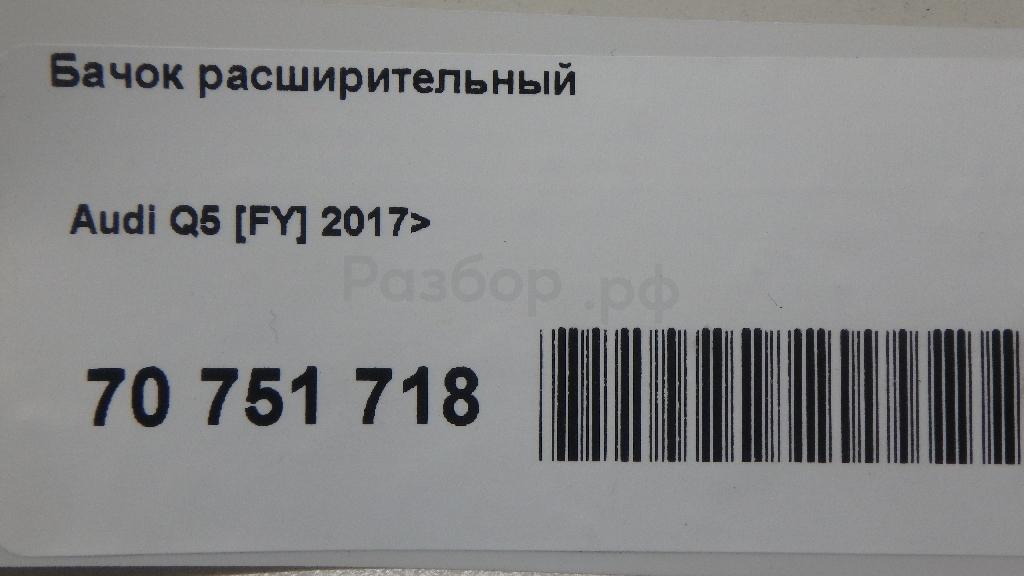 Бачок расширительный
Audi Q5 [FY] 2017>
Разбор.рф
70 751 718